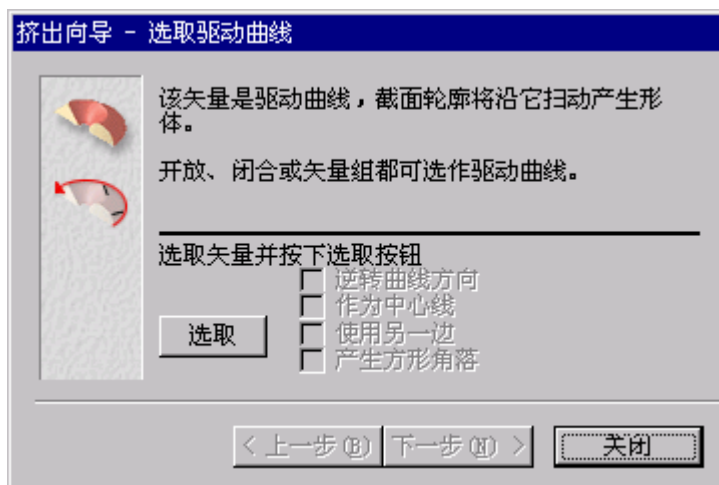 挤出向导 - 选取驱动曲线
该矢量是驱动曲线，截面轮廓将沿它扫动产生形
体。
开放、闭合或矢量组都可选作驱动曲线。
选取矢量并按下选取按钮
逆转曲线方向
作为中心线
选取
使用另一边
产生方形角落
< 上一步(B) 下一步(N) > 关闭